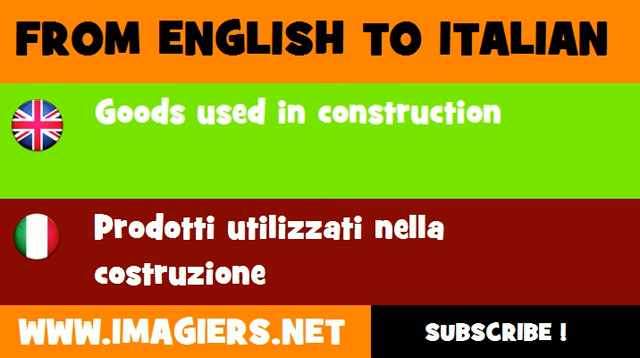 FROM ENGLISH TO ITALIAN
Goods used in construction
Prodotti utilizzati nella
costruzione
WWW.IMAGIERS.NET
SUBSCRIBE !